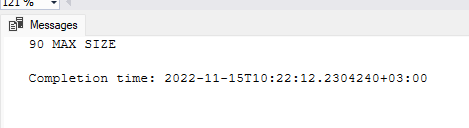 121 %
Messages
90 MAX SIZE
Completion time: 2022-11-15T10:22:12.2304240+03:00